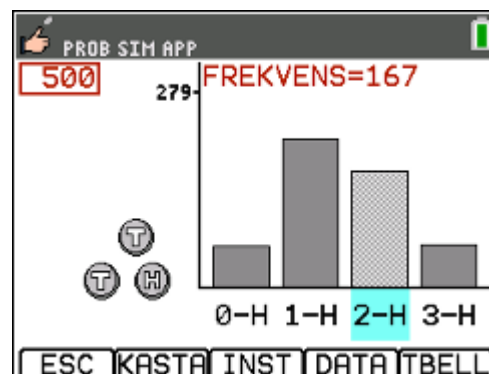 PROB SIM APP
500
FREKVENS=167
279
T
T H
0-H 1-H 2-H 3-H
ESC KASTA INST DATA TBELL